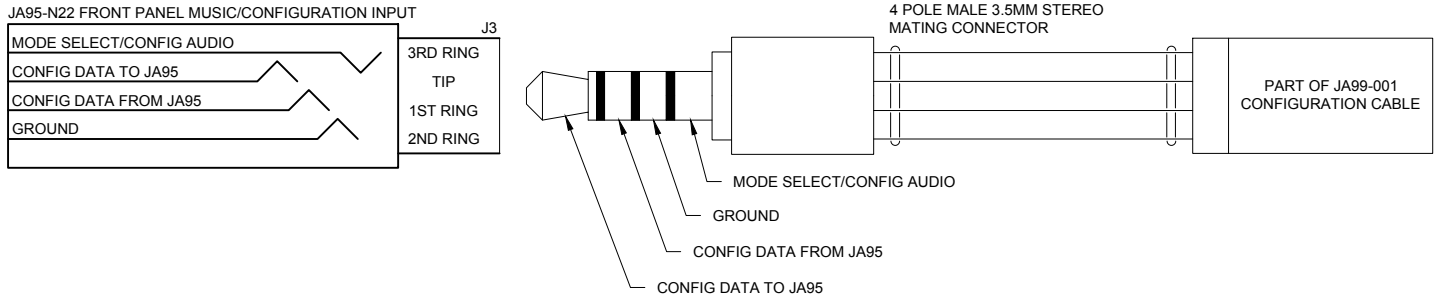 JA95-N22 FRONT PANEL MUSIC/CONFIGURATION INPUT
J3
MODE SELECT/CONFIG AUDIO
3RD RING
CONFIG DATA TO JA95
TIP
CONFIG DATA FROM JA95
1ST RING
GROUND
2ND RING
4 POLE MALE 3.5MM STEREO
MATING CONNECTOR
PART OF JA99-001
CONFIGURATION CABLE
MODE SELECT/CONFIG AUDIO
GROUND
CONFIG DATA FROM JA95
CONFIG DATA TO JA95